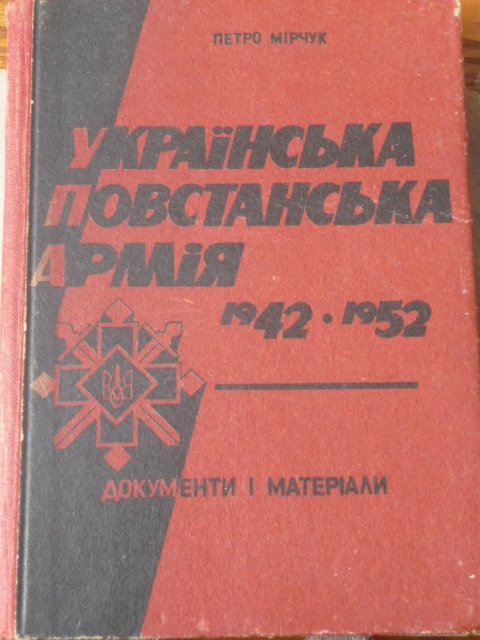 ПЕТРО МІРЧУК
УКРАЇНСЬКА
ПОВСТАНСЬКА
АРМІЯ
1942 · 1952
ДОКУМЕНТИ І МАТЕРІАЛИ